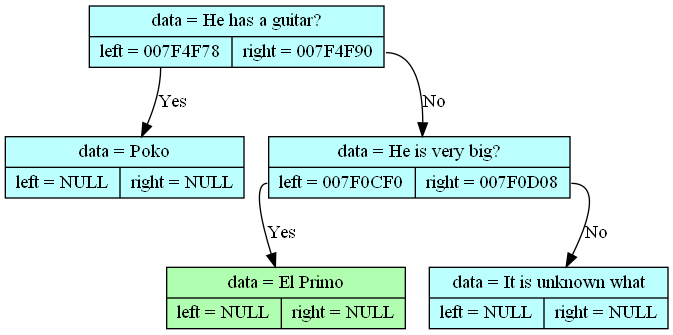 data = He has a guitar?
left = 007F4F78 right = 007F4F90
Yes No
data = Poko data = He is very big?
left = NULL right = NULL left = 007F0CF0 right = 007F0D08
Yes No
data = El Primo data = It is unknown what
left = NULL right = NULL left = NULL right = NULL